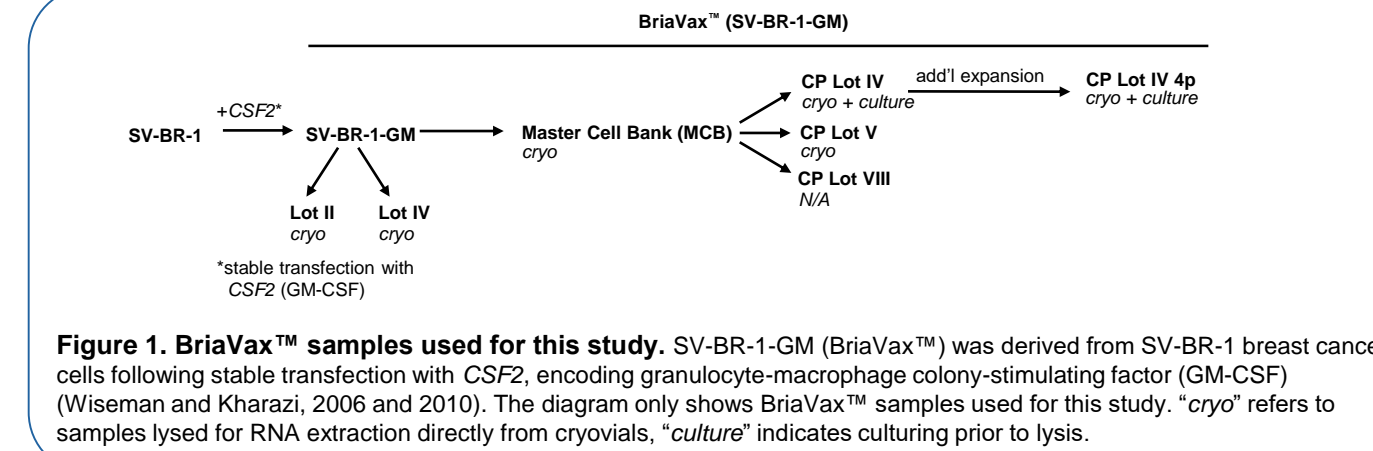 BriaVax™ (SV-BR-1-GM)
SV-BR-1
+CSF2*
SV-BR-1-GM
Master Cell Bank (MCB)
cryo
CP Lot IV
cryo + culture
add'l expansion
CP Lot IV 4p
cryo + culture
CP Lot V
cryo
CP Lot VIII
N/A
Lot II
cryo
Lot IV
cryo
*stable transfection with
CSF2 (GM-CSF)
Figure 1. BriaVax™ samples used for this study. SV-BR-1-GM (BriaVax™) was derived from SV-BR-1 breast cance
cells following stable transfection with CSF2, encoding granulocyte-macrophage colony-stimulating factor (GM-CSF)
(Wiseman and Kharazi, 2006 and 2010). The diagram only shows BriaVax™ samples used for this study. “cryo” refers to
samples lysed for RNA extraction directly from cryovials, “culture” indicates culturing prior to lysis.